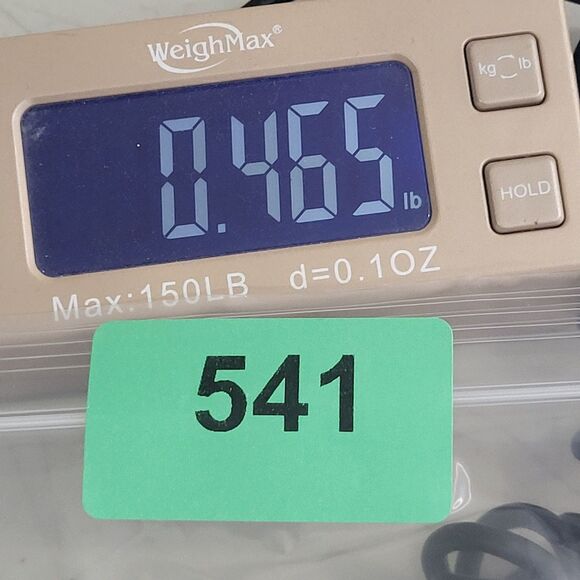 WeighMax®
kg lb
0.465 lb
HOLD
Max:150LB d=0.1OZ
541